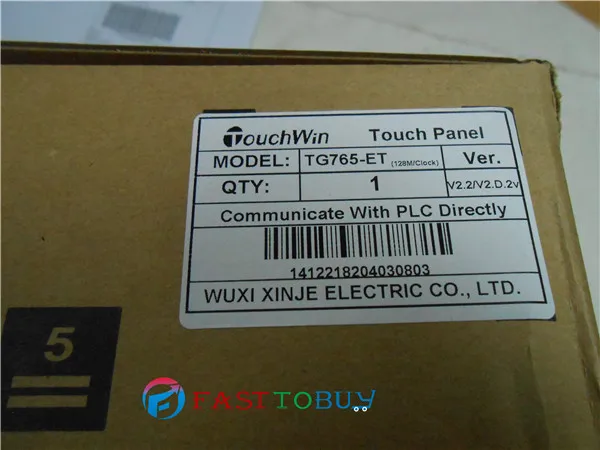 TouchWin Touch Panel
MODEL: TG765-ET (128M/Clock) Ver.
QTY: 1 V2.2/V2.D.2v
Communicate With PLC Directly
1412218204030803
WUXI XINJE ELECTRIC CO., LTD.
5
FASTTOBUY